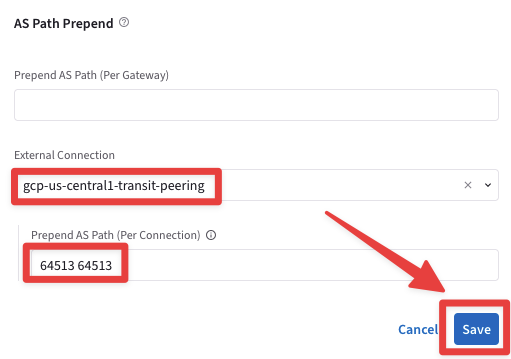 AS Path Prepend
Prepend AS Path (Per Gateway)
External Connection
gcp-us-central1-transit-peering
Prepend AS Path (Per Connection)
64513 64513
Cancel Save